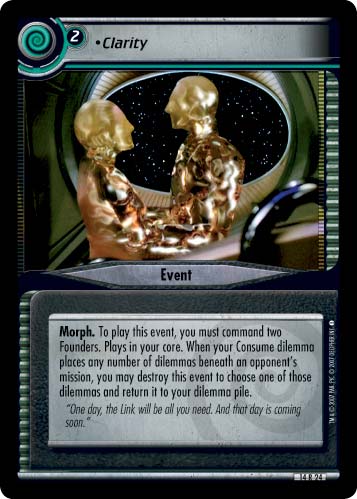 2
•Clarity
Event
Morph. To play this event, you must command two
Founders. Plays in your core. When your Consume dilemma
places any number of dilemmas beneath an opponent's
mission, you may destroy this event to choose one of those
dilemmas and return it to your dilemma pile.
"One day, the Link will be all you need. And that day is coming
soon."
14 R 24